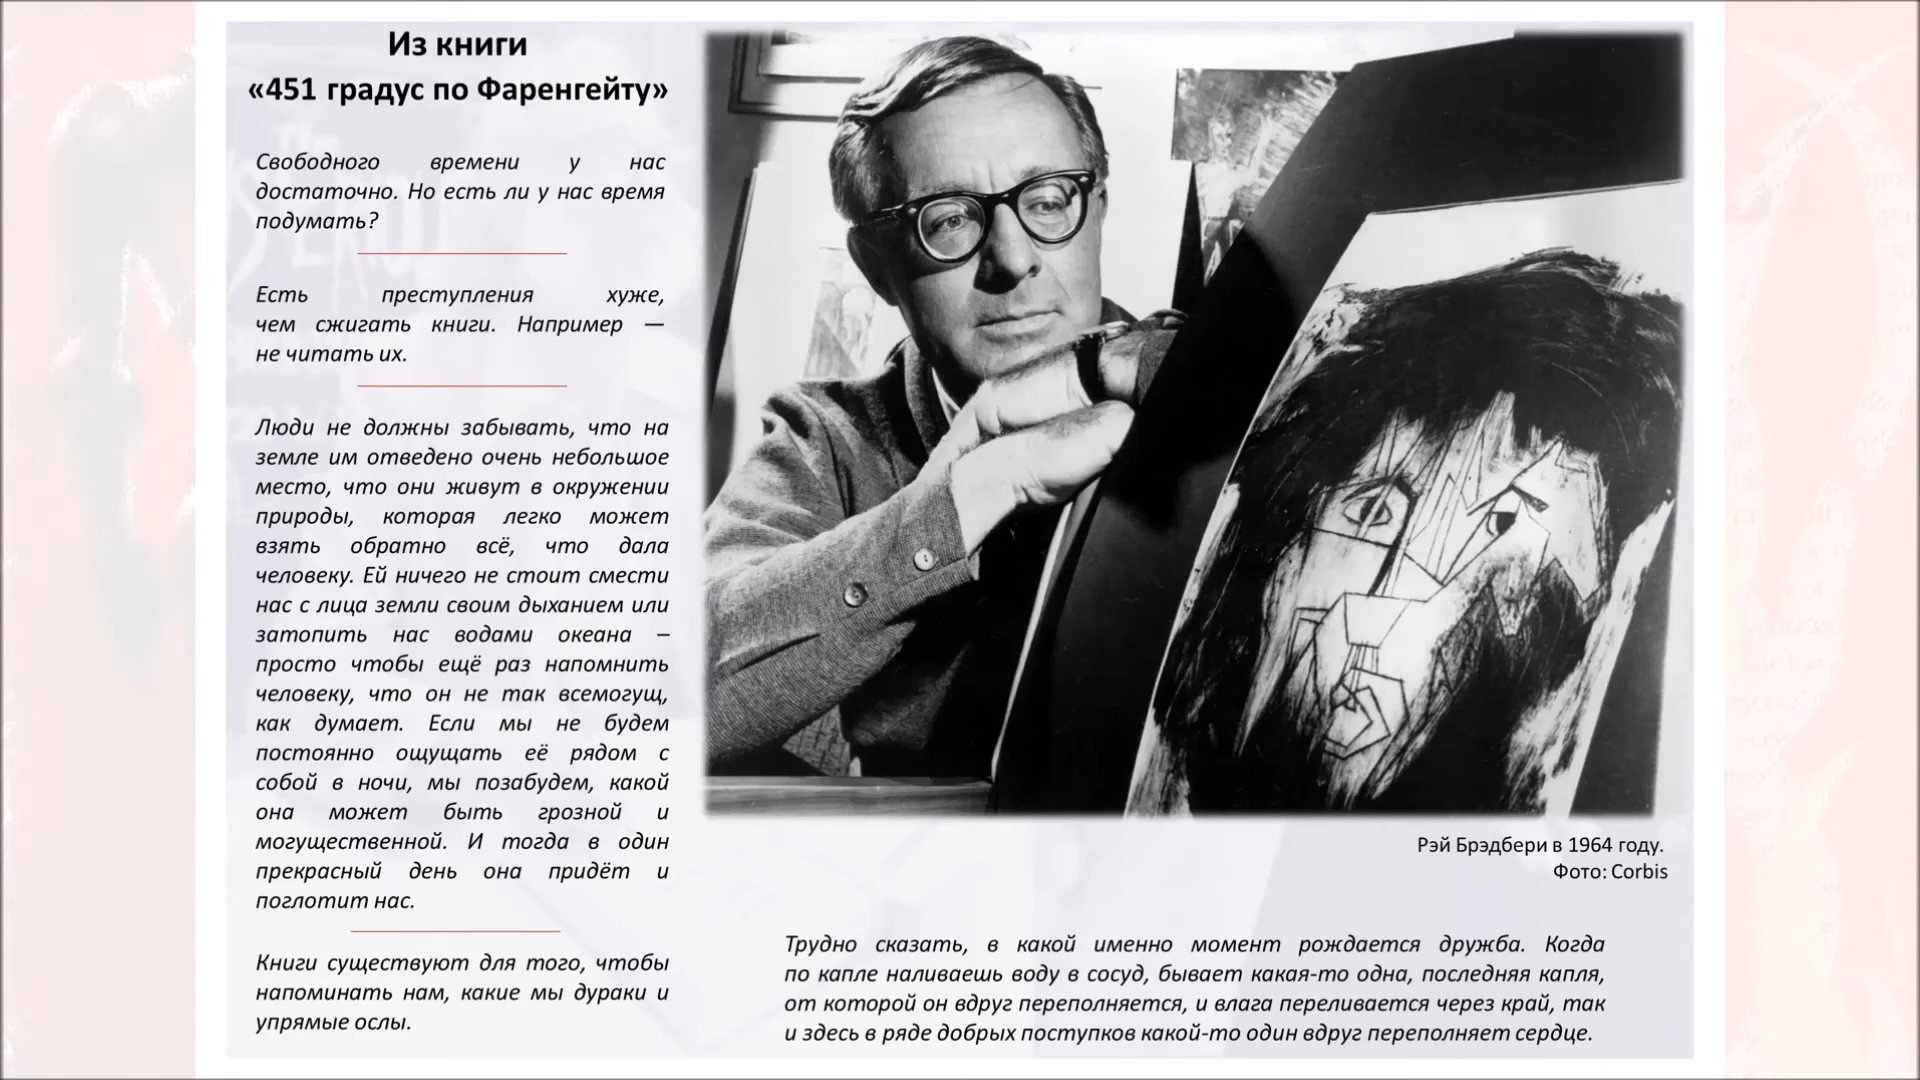 Из книги
«451 градус по Фаренгейту»
Свободного времени у нас
достаточно. Но есть ли у нас время
подумать?
Есть преступления хуже,
чем сжигать книги. Например —
не читать их.
Люди не должны забывать, что на
земле им отведено очень небольшое
место, что они живут в окружении
природы, которая легко может
взять обратно всё, что дала
человеку. Ей ничего не стоит смести
нас с лица земли своим дыханием или
затопить нас водами океана –
просто чтобы ещё раз напомнить
человеку, что он не так всемогущ,
как думает. Если мы не будем
постоянно ощущать её рядом с
собой в ночи, мы позабудем, какой
она может быть грозной и
могущественной. И тогда в один
прекрасный день она придёт и
поглотит нас.
Книги существуют для того, чтобы
напоминать нам, какие мы дураки и
упрямые ослы.
Рэй Брэдбери в 1964 году.
Фото: Corbis
Трудно сказать, в какой именно момент рождается дружба. Когда
по капле наливаешь воду в сосуд, бывает какая-то одна, последняя капля,
от которой он вдруг переполняется, и влага переливается через край, так
и здесь в ряде добрых поступков какой-то один вдруг переполняет сердце.